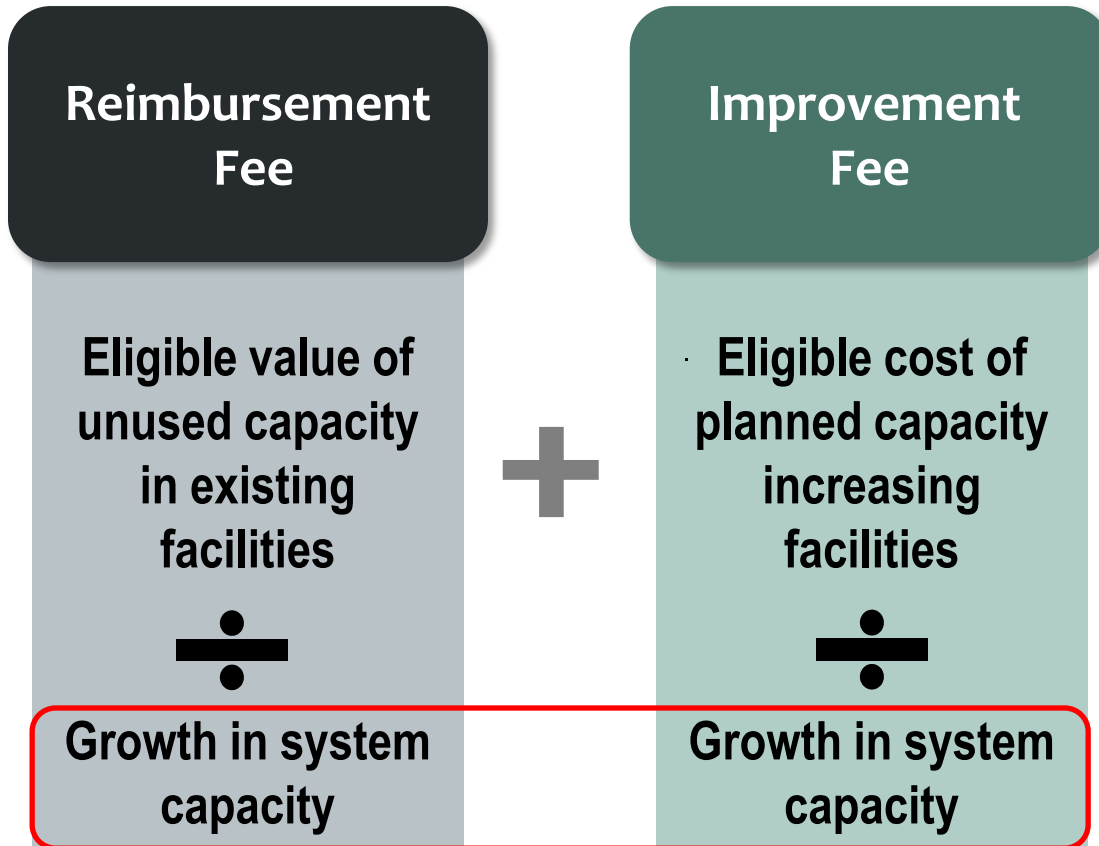 Reimbursement
Fee
Eligible value of
unused capacity
in existing
facilities
÷
Growth in system
capacity
+
Improvement
Fee
Eligible cost of
planned capacity
increasing
facilities
÷
Growth in system
capacity